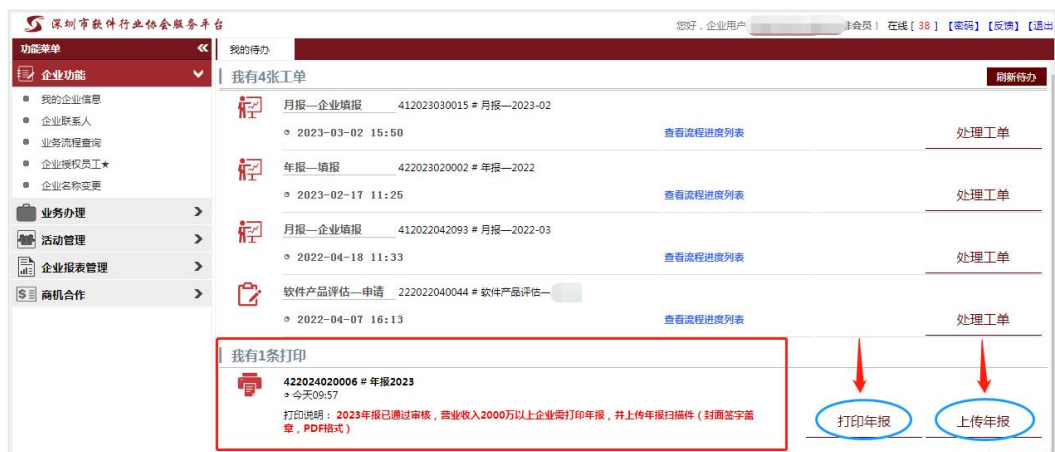 深圳市软件行业协会服务平台
您好，企业用户 非会员！ 在线[ 38 ] 【密码】【反馈】【退出
功能菜单 «
我的待办
企业功能
我的企业信息
企业联系人
业务流程查询
企业授权员工★
企业名称变更
业务办理
活动管理
企业报表管理
商机合作
我有4张工单 刷新待办
月报—企业填报 412023030015 # 月报—2023-02
2023-03-02 15:50 查看流程进度列表 处理工单
年报—填报 422023020002 # 年报—2022
2023-02-17 11:25 查看流程进度列表 处理工单
月报—企业填报 412022042093 # 月报—2022-03
2022-04-18 11:33 查看流程进度列表 处理工单
软件产品评估—申请 222022040044 # 软件产品评估—
2022-04-07 16:13 查看流程进度列表 处理工单
我有1条打印
422024020006 # 年报2023
今天09:57
打印说明： 2023年报已通过审核，营业收入2000万以上企业需打印年报，并上传年报扫描件（封面签字盖
章，PDF格式）
打印年报 上传年报